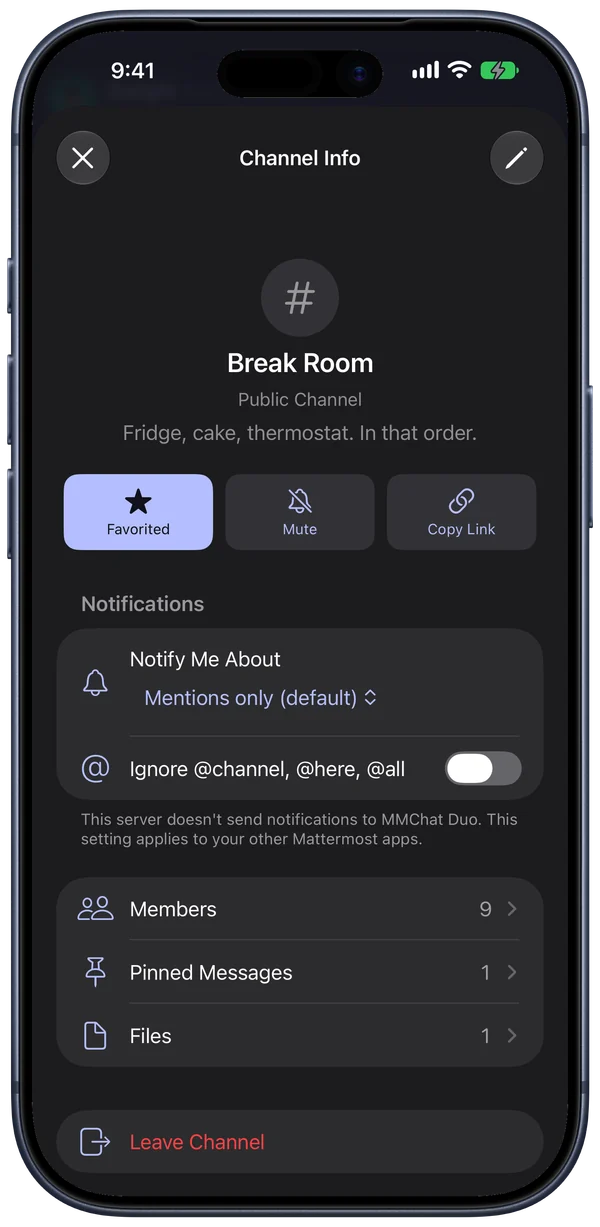 9:41
Channel Info
#
Break Room
Public Channel
Fridge, cake, thermostat. In that order.
Favorited
Mute
Copy Link
Notifications
Notify Me About
Mentions only (default)
@ Ignore @channel, @here, @all
This server doesn't send notifications to MMChat Duo. This
setting applies to your other Mattermost apps.
Members 9
Pinned Messages 1
Files 1
Leave Channel